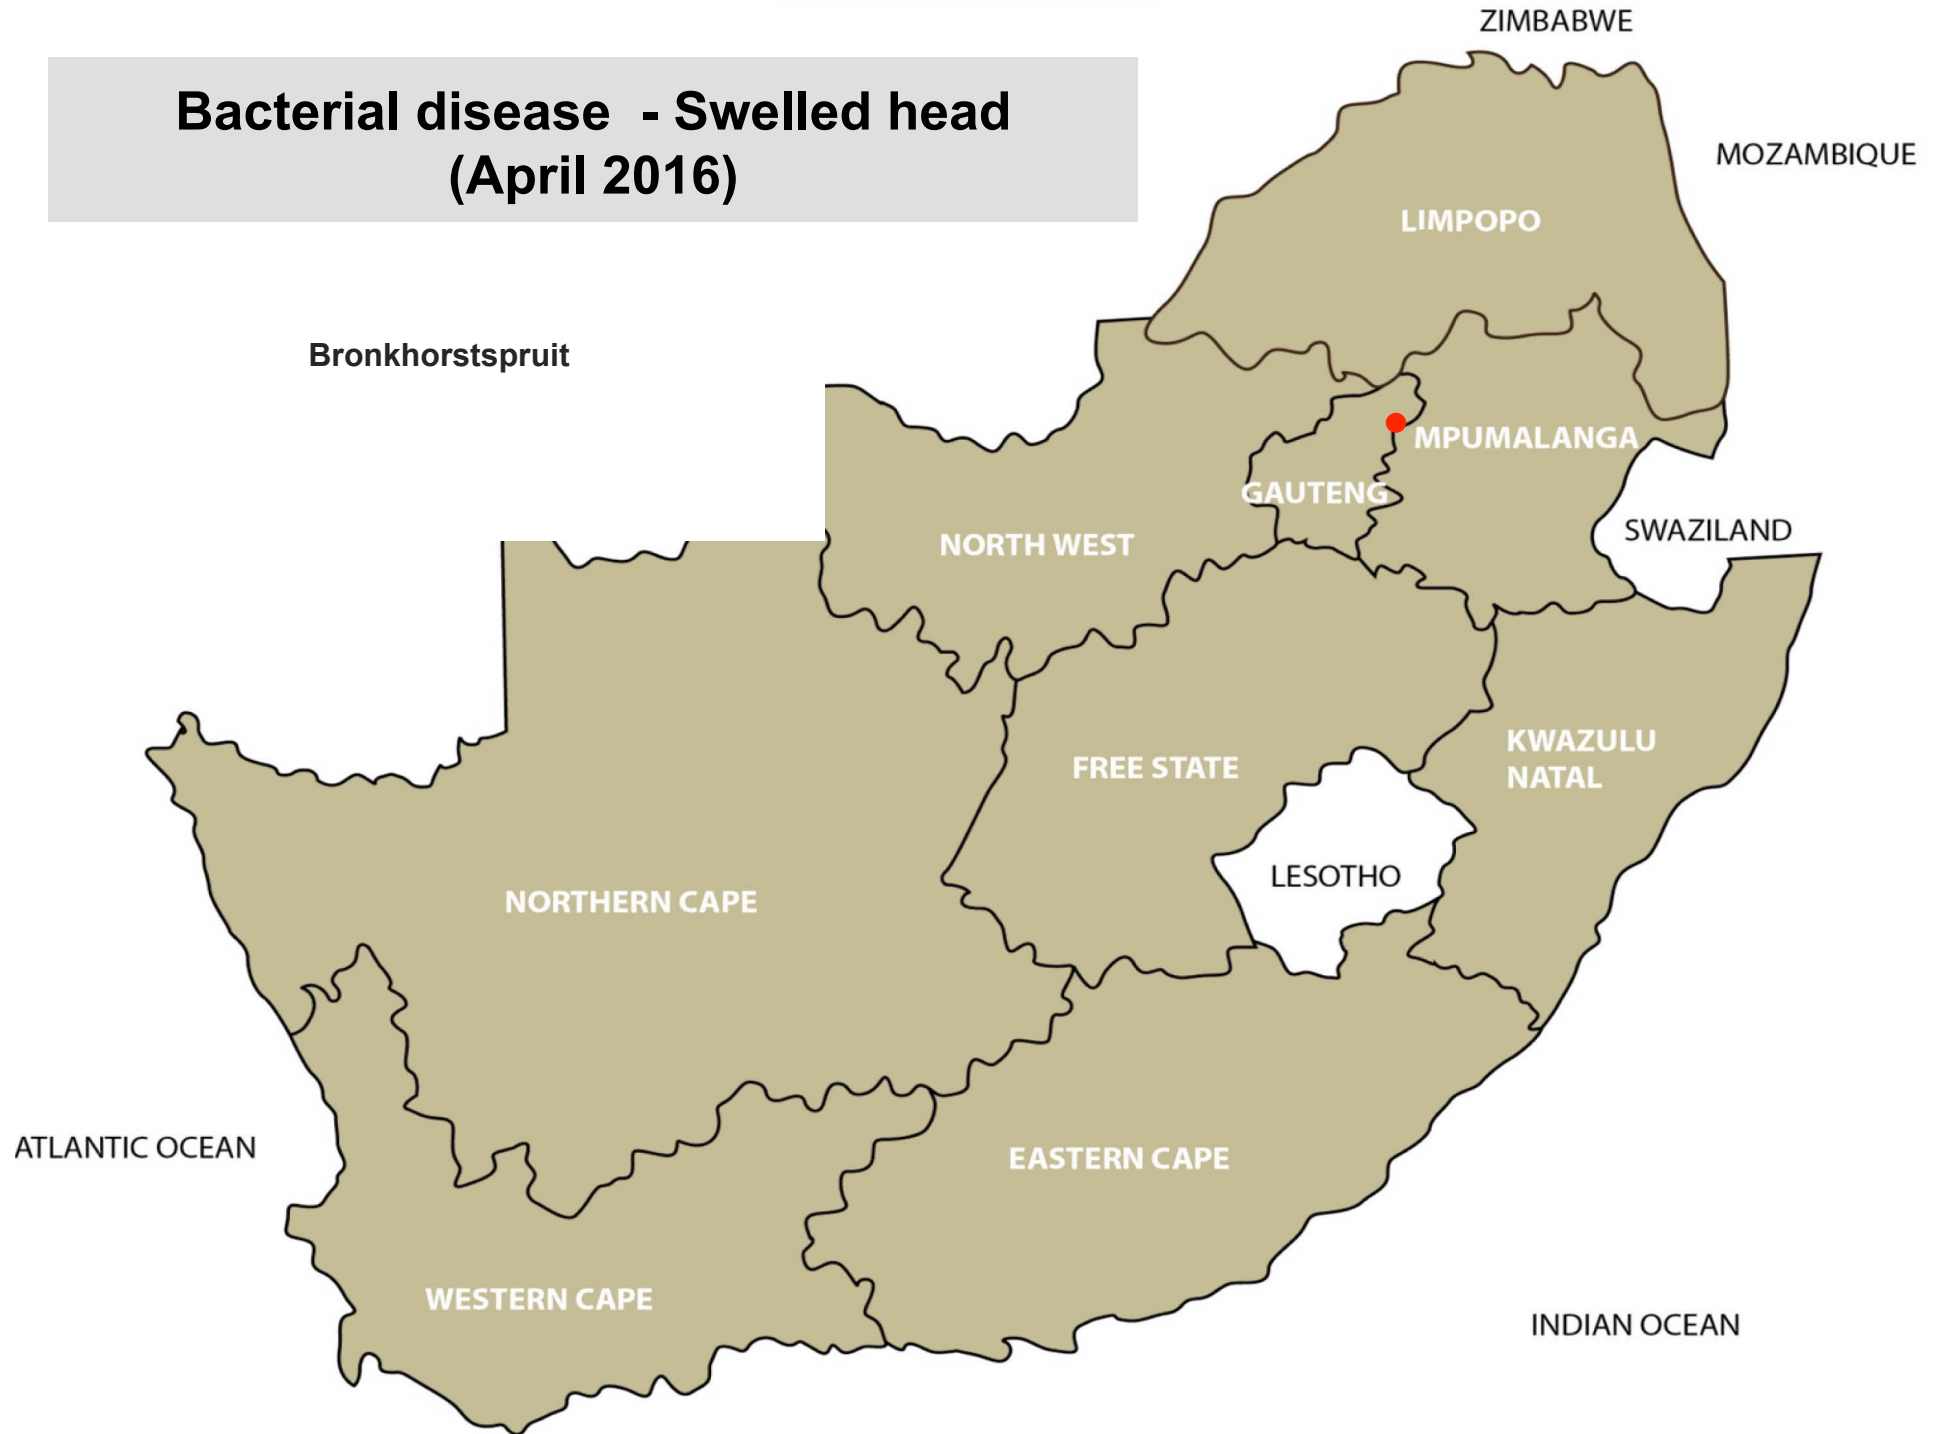 ZIMBABWE
Bacterial disease - Swelled head
(April 2016)
MOZAMBIQUE
LIMPOPO
Bronkhorstspruit
MPUMALANGA
GAUTENG
NORTH WEST
SWAZILAND
KWAZULU
NATAL
FREE STATE
LESOTHO
NORTHERN CAPE
ATLANTIC OCEAN
EASTERN CAPE
WESTERN CAPE
INDIAN OCEAN